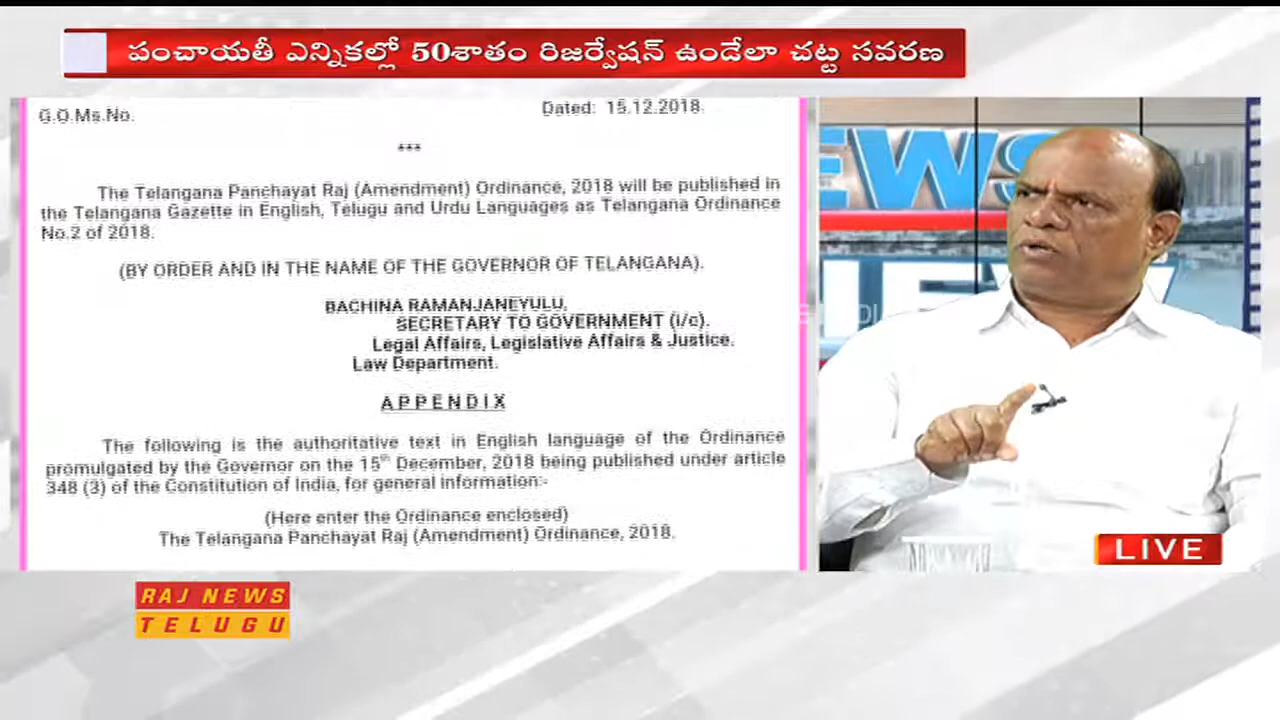 పంచాయతీ ఎన్నికల్లో 50శాతం రిజర్వేషన్ ఉండేలా చట్ట సవరణ
G.O.Ms.No.
Dated: 15.12.2018.
***
The Telangana Panchayat Raj (Amendment) Ordinance, 2018 will be published in
the Telangana Gazette in English, Telugu and Urdu Languages as Telangana Ordinance
No.2 of 2018.
(BY ORDER AND IN THE NAME OF THE GOVERNOR OF TELANGANA).
BACHINA RAMANJANEYULU,
SECRETARY TO GOVERNMENT (i/c).
Legal Affairs, Legislative Affairs & Justice.
Law Department.
APPENDIX
The following is the authoritative text in English language of the Ordinance
promulgated by the Governor on the 15th December, 2018 being published under article
348 (3) of the Constitution of India, for general information:-
(Here enter the Ordinance enclosed)
The Telangana Panchayat Raj (Amendment) Ordinance, 2018.
EWS
LIVE
RAJ NEWS
TELUGU